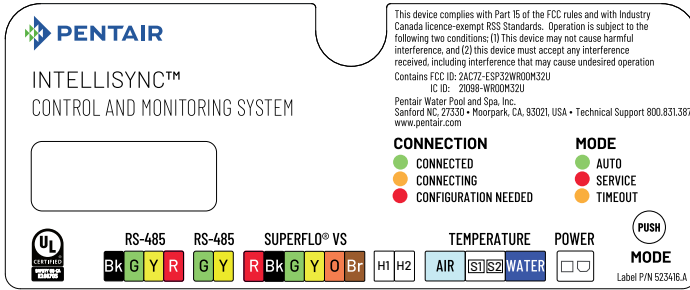 PENTAIR
INTELLISYNC™
CONTROL AND MONITORING SYSTEM
This device complies with Part 15 of the FCC rules and with Industry
Canada licence-exempt RSS Standards. Operation is subject to the
following two conditions; (1) This device may not cause harmful
interference, and (2) this device must accept any interference
received, including interference that may cause undesired operation
Contains FCC ID: 2AC7Z-ESP32WROOM32U
IC ID: 21098-WROOM32U
Pentair Water Pool and Spa, Inc.
Sanford NC, 27330 • Moorpark, CA, 93021, USA • Technical Support 800.831.387
www.pentair.com
CONNECTION
CONNECTED
CONNECTING
CONFIGURATION NEEDED
MODE
AUTO
SERVICE
TIMEOUT
UL
CERTIFIED
RS-485
Bk G Y R
RS-485
G Y
SUPERFLO® VS
R Bk G Y O Br
H1 H2
TEMPERATURE
AIR S1 S2 WATER
POWER
PUSH
MODE
Label P/N 523416.A